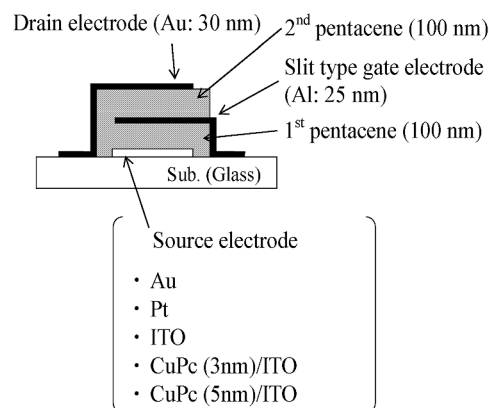 Drain electrode (Au: 30 nm)
2nd pentacene (100 nm)
Slit type gate electrode
(Al: 25 nm)
1st pentacene (100 nm)
Sub. (Glass)
Source electrode
・ Au
・ Pt
・ ITO
・ CuPc (3nm)/ITO
・ CuPc (5nm)/ITO